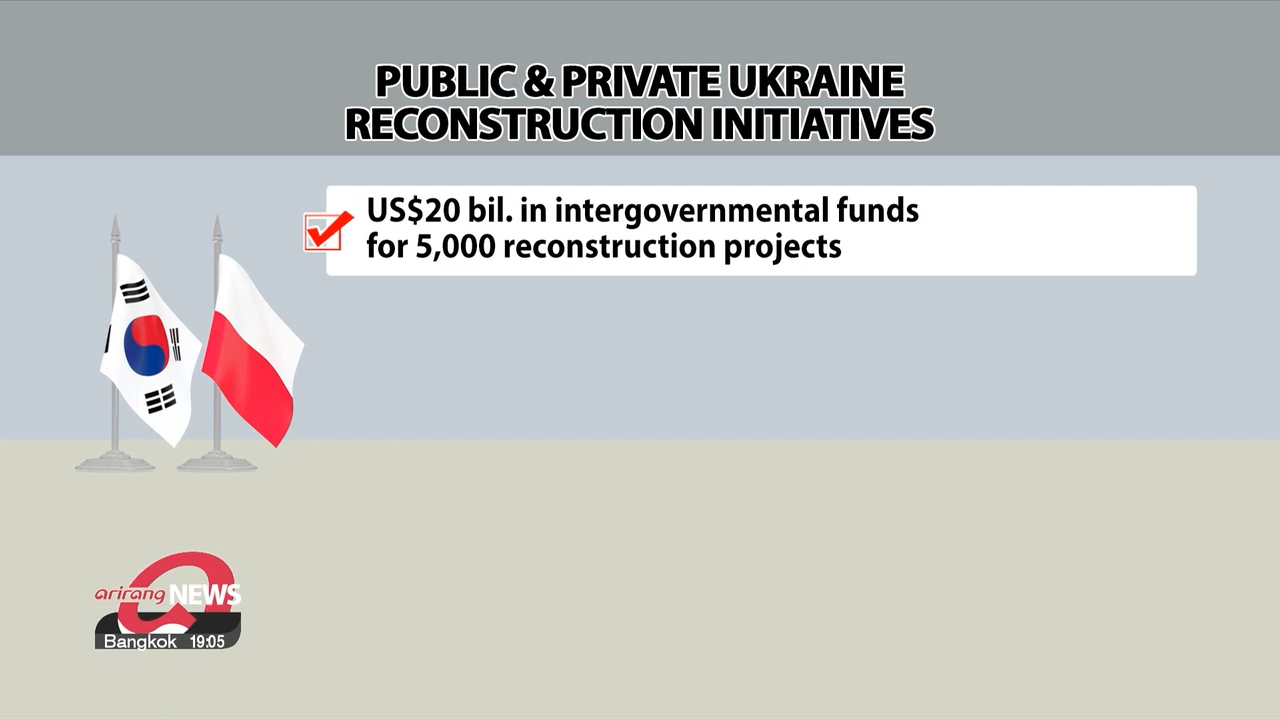 PUBLIC & PRIVATE UKRAINE
RECONSTRUCTION INITIATIVES
US$20 bil. in intergovernmental funds
for 5,000 reconstruction projects
arirang NEWS
Bangkok 19:05